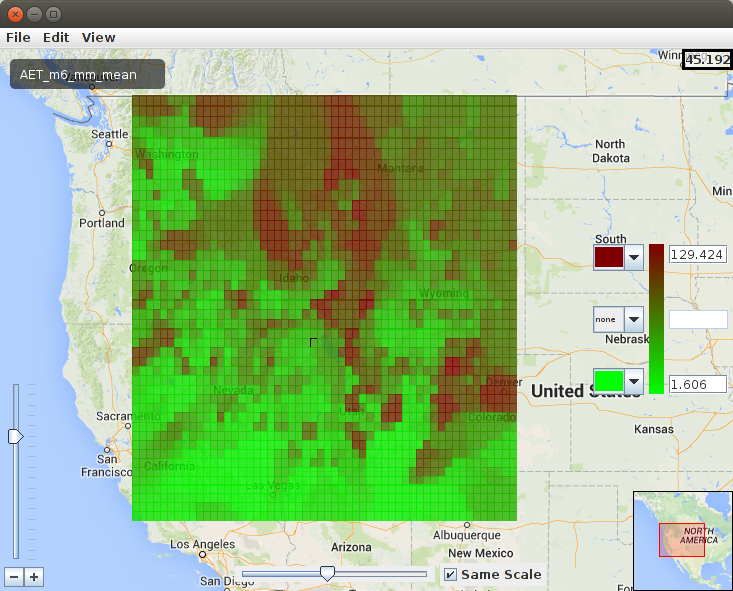 File Edit View
Winn
45.192
AET_m6_mm_mean
Seattle
Washington
North
Dakota
Montana
Min
Portland
South
129.424
Oregon
Idaho
Wyoming
none
Nebrask
1.606
Denver
Nevada
United States
Utah
Sacramento
Colorado
Kansas
San
Francisco
California
Las Vegas
NORTH
AMERICA
Albuquerque
Los Angeles
Arizona
New Mexico
San Diego
Same Scale
For